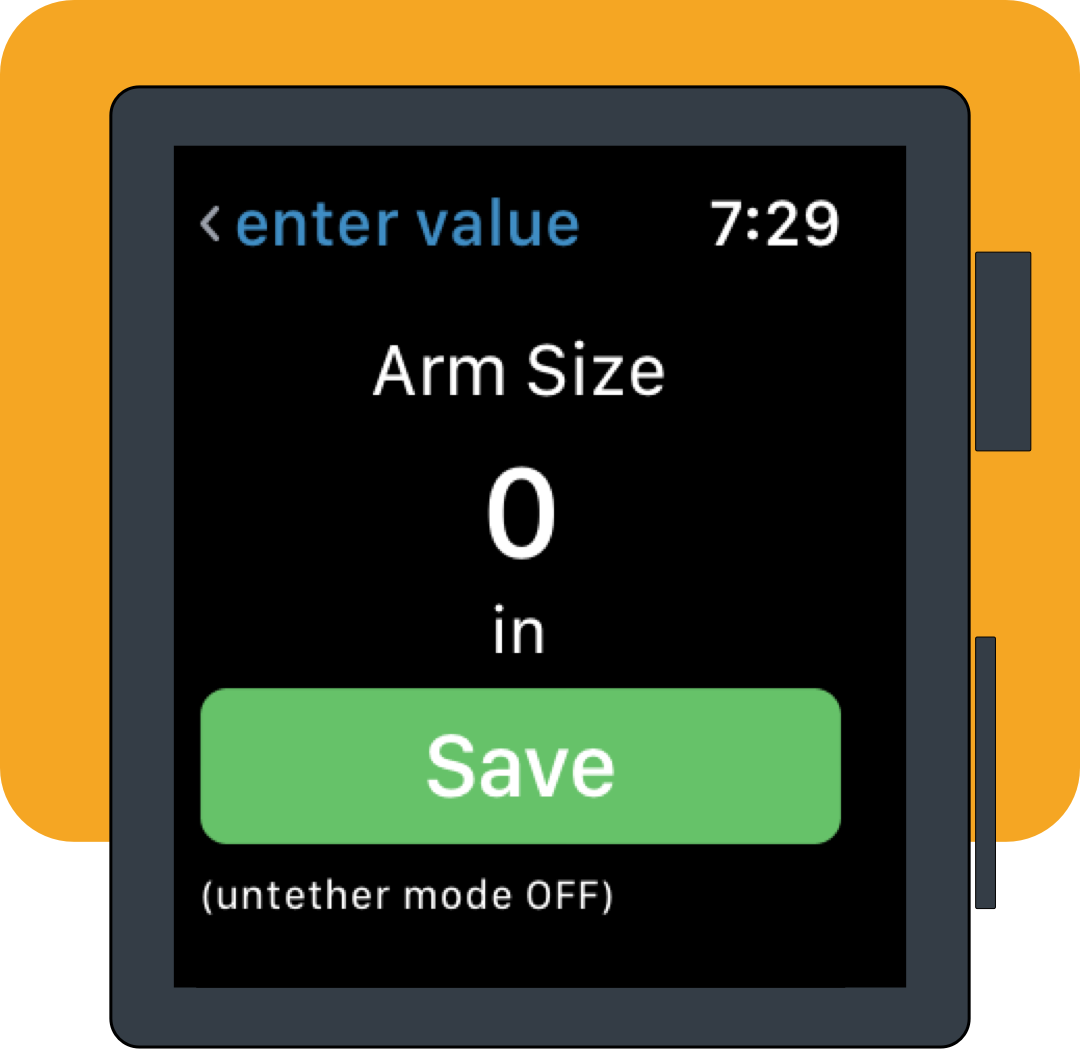 < enter value 7:29
Arm Size
0
in
Save
(untether mode OFF)